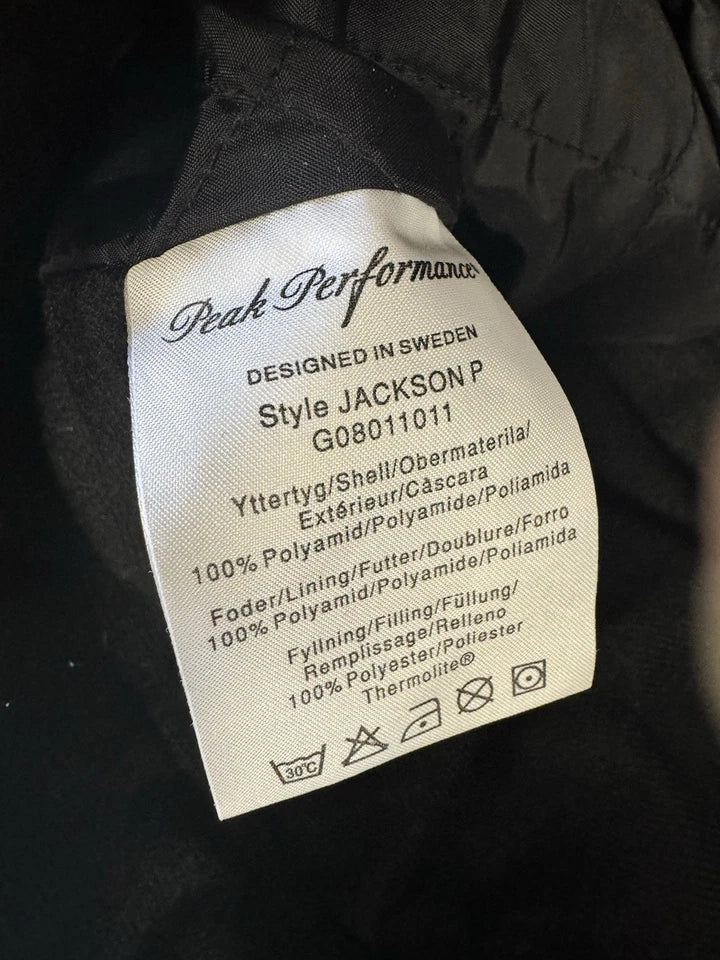 Peak Performance
DESIGNED IN SWEDEN
Style JACKSON P
G08011011
Yttertyg/Shell/Obermaterila/
Extérieur/Càscara
100% Polyamid/Polyamide/Poliamida
Foder/Lining/Futter/Doublure/Forro
100% Polyamid/Polyamide/Poliamida
Fyllning/Filling/Füllung/
Remplissage/Relleno
100% Polyester/Poliester
Thermolite®
30°C